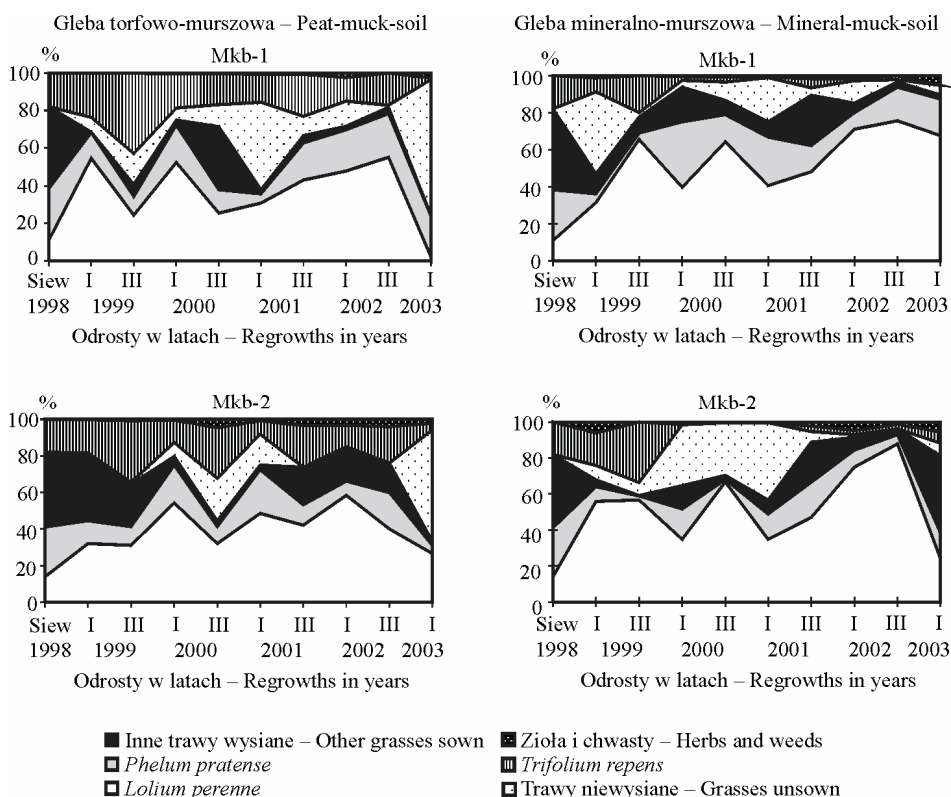 Gleba torfowo-murszowa – Peat-muck-soil
Mkb-1
%
100
80
60
40
20
0
Siew I III I III I III I III I
1998 1999 2000 2001 2002 2003
Odrosty w latach – Regrowths in years
Gleba mineralno-murszowa – Mineral-muck-soil
Mkb-1
%
100
80
60
40
20
0
Siew I III I III I III I III I
1998 1999 2000 2001 2002 2003
Odrosty w latach – Regrowths in years
Mkb-2
%
100
80
60
40
20
0
Siew I III I III I III I III I
1998 1999 2000 2001 2002 2003
Odrosty w latach – Regrowths in years
Mkb-2
%
100
80
60
40
20
0
Siew I III I III I III I III I
1998 1999 2000 2001 2002 2003
Odrosty w latach – Regrowths in years
Inne trawy wysiane – Other grasses sown
Phelum pratense
Lolium perenne
Zioła i chwasty – Herbs and weeds
Trifolium repens
Trawy niewysiane – Grasses unsown